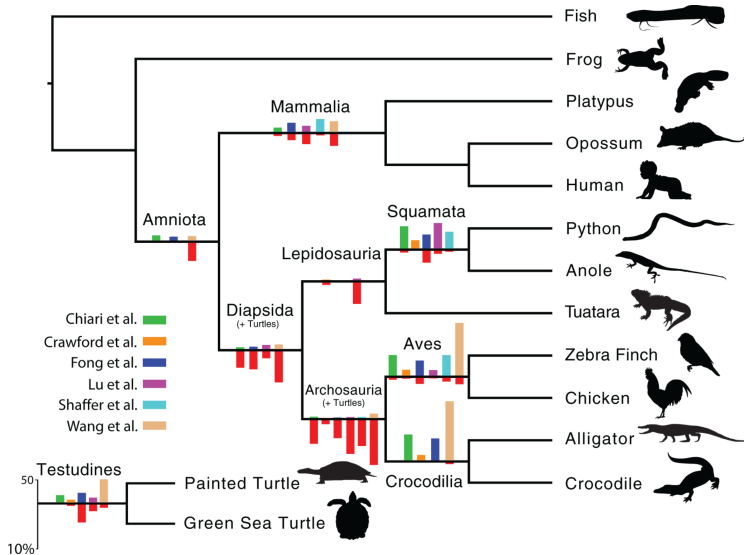 Fish
Frog
Platypus
Mammalia
Opossum
Human
Amniota
Squamata
Python
Lepidosauria
Anole
Diapsida
(+ Turtles)
Tuatara
Chiari et al.
Crawford et al.
Fong et al.
Lu et al.
Shaffer et al.
Wang et al.
Aves
Zebra Finch
Archosauria
(+ Turtles)
Chicken
Alligator
Crocodilia
Crocodile
Testudines
50
10%
Painted Turtle
Green Sea Turtle